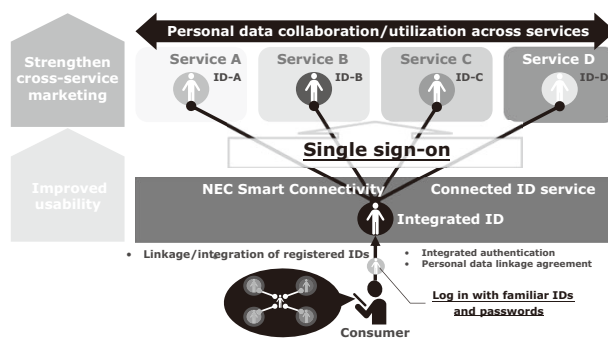 Personal data collaboration/utilization across services
Strengthen
cross-service
marketing
Service A
ID-A
Service B
ID-B
Service C
ID-C
Service D
ID-D
Single sign-on
Improved
usability
NEC Smart Connectivity
Connected ID service
Integrated ID
• Linkage/integration of registered IDs
• Integrated authentication
• Personal data linkage agreement
Log in with familiar IDs
and passwords
Consumer